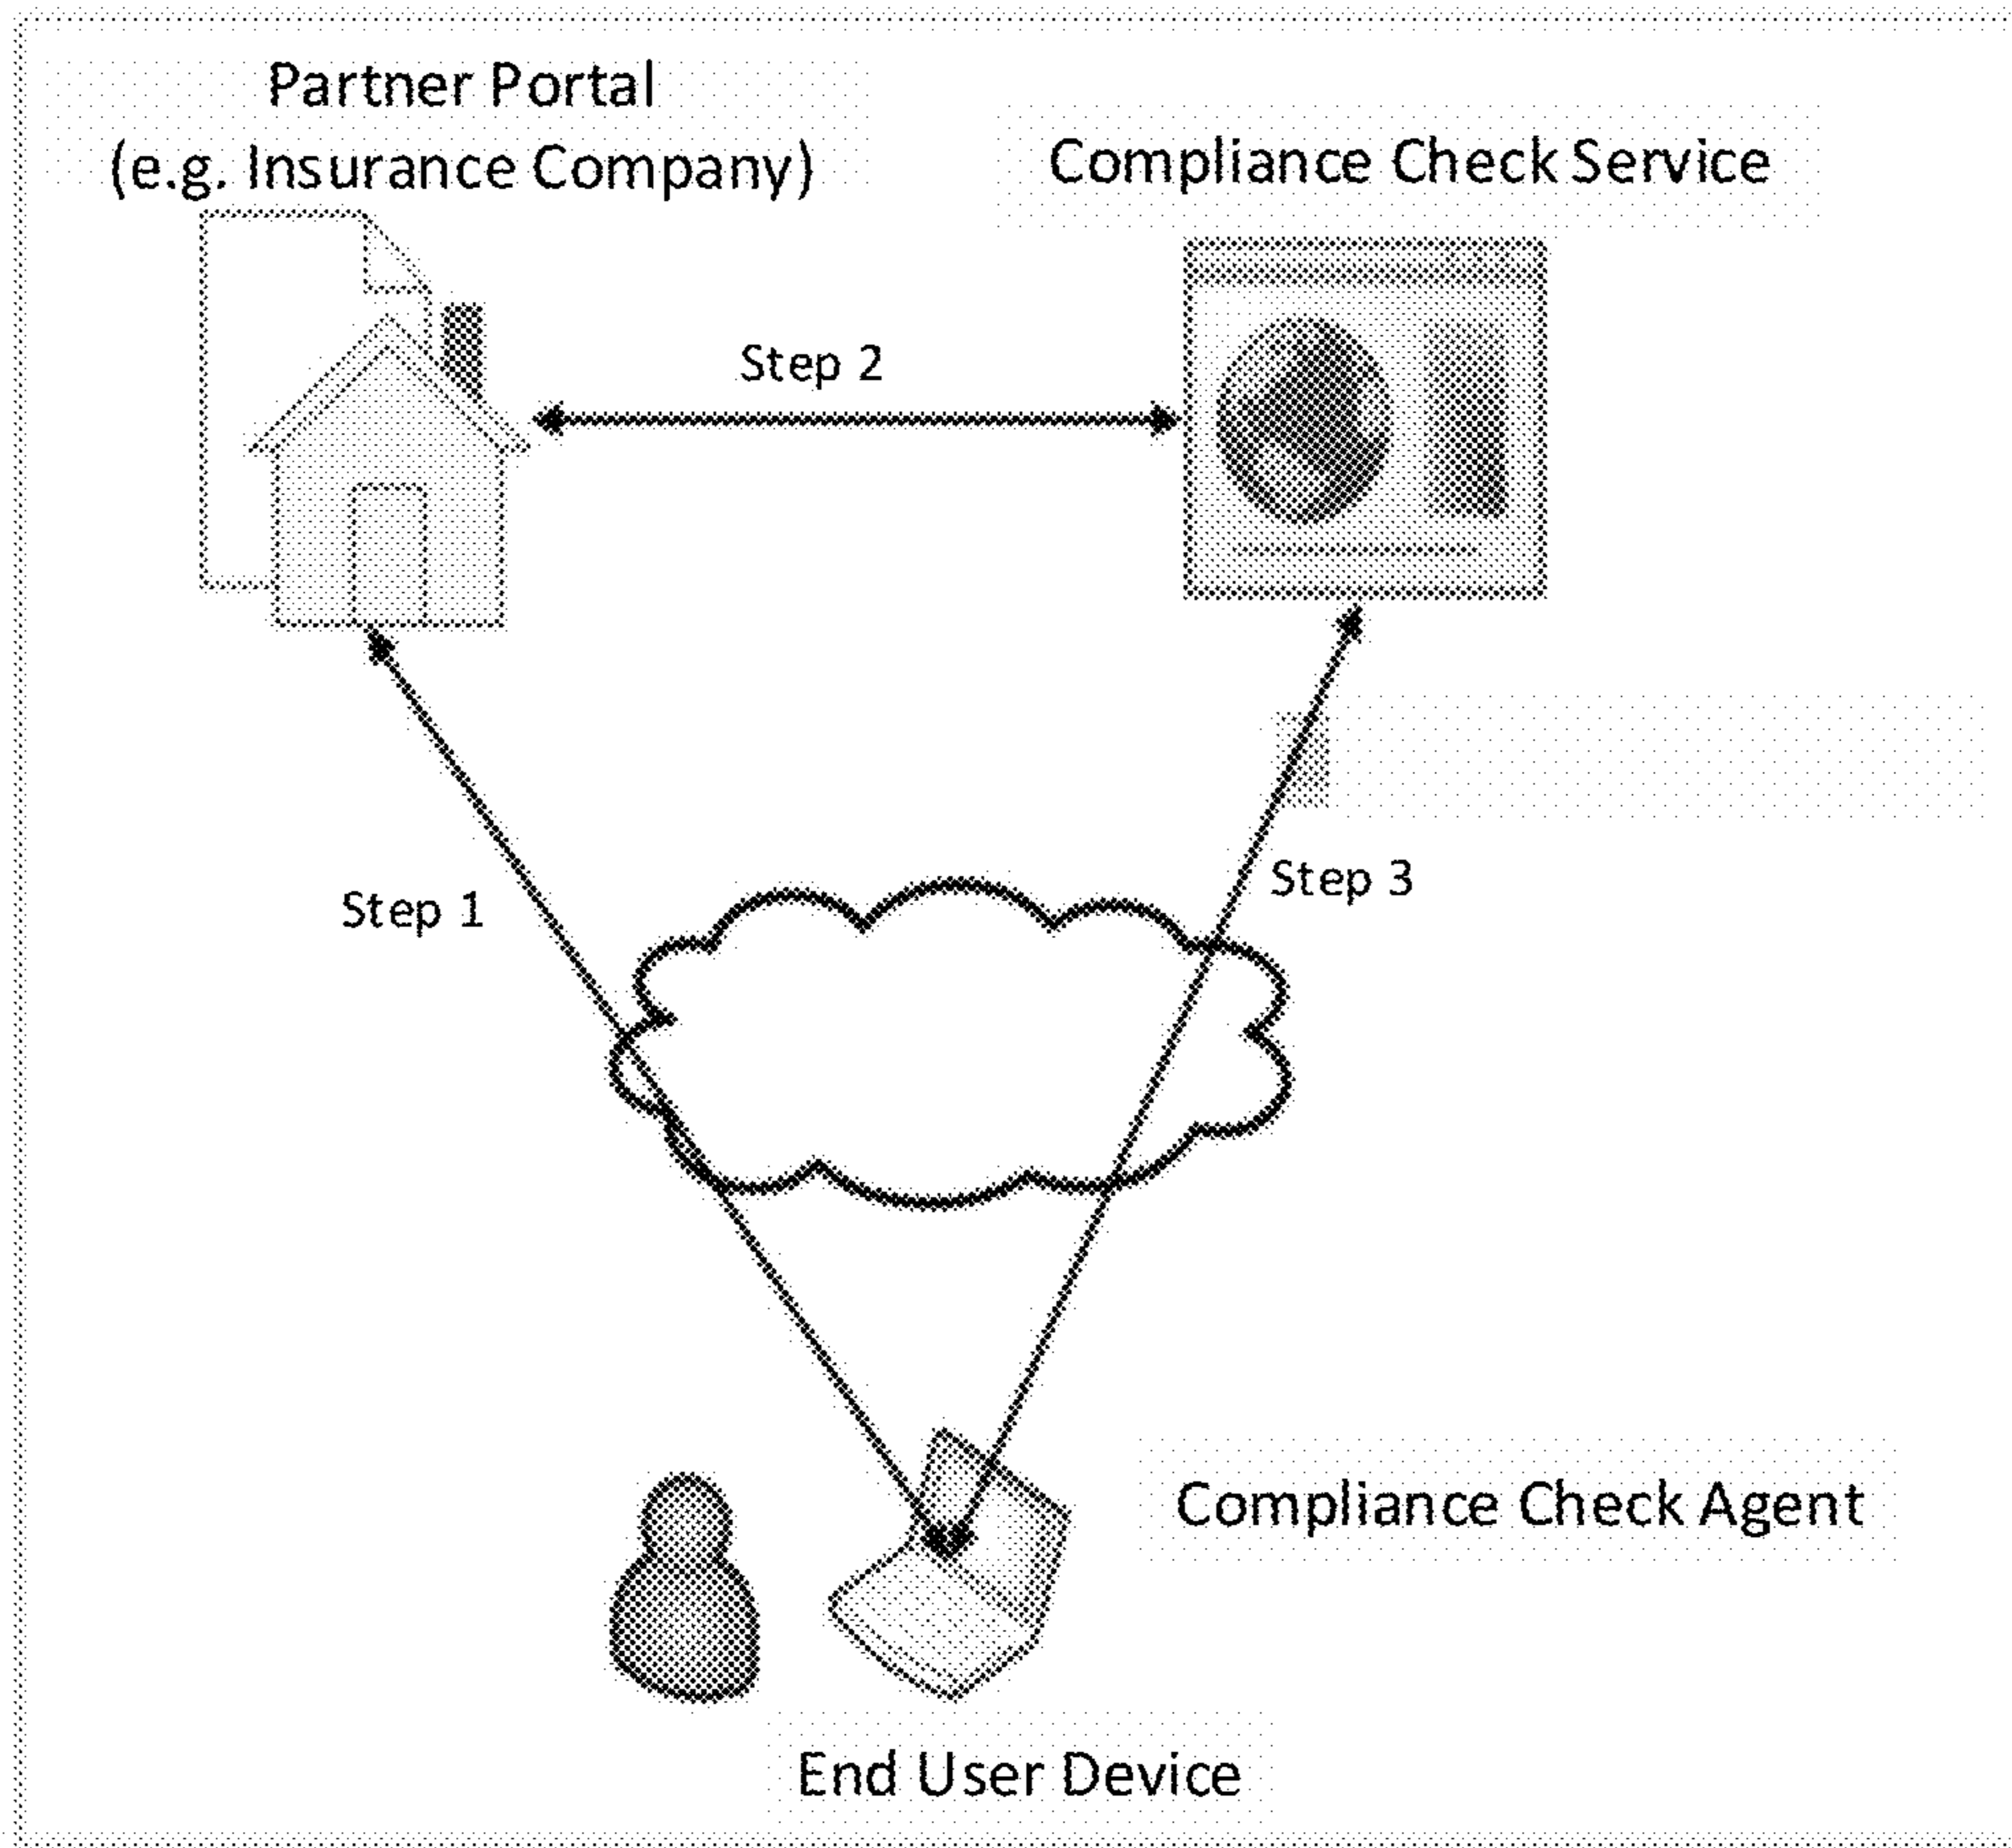 Partner Portal
(e.g. Insurance Company)
Compliance Check Service
Step 2
Step 3
Step 1
Compliance Check Agent
End User Device